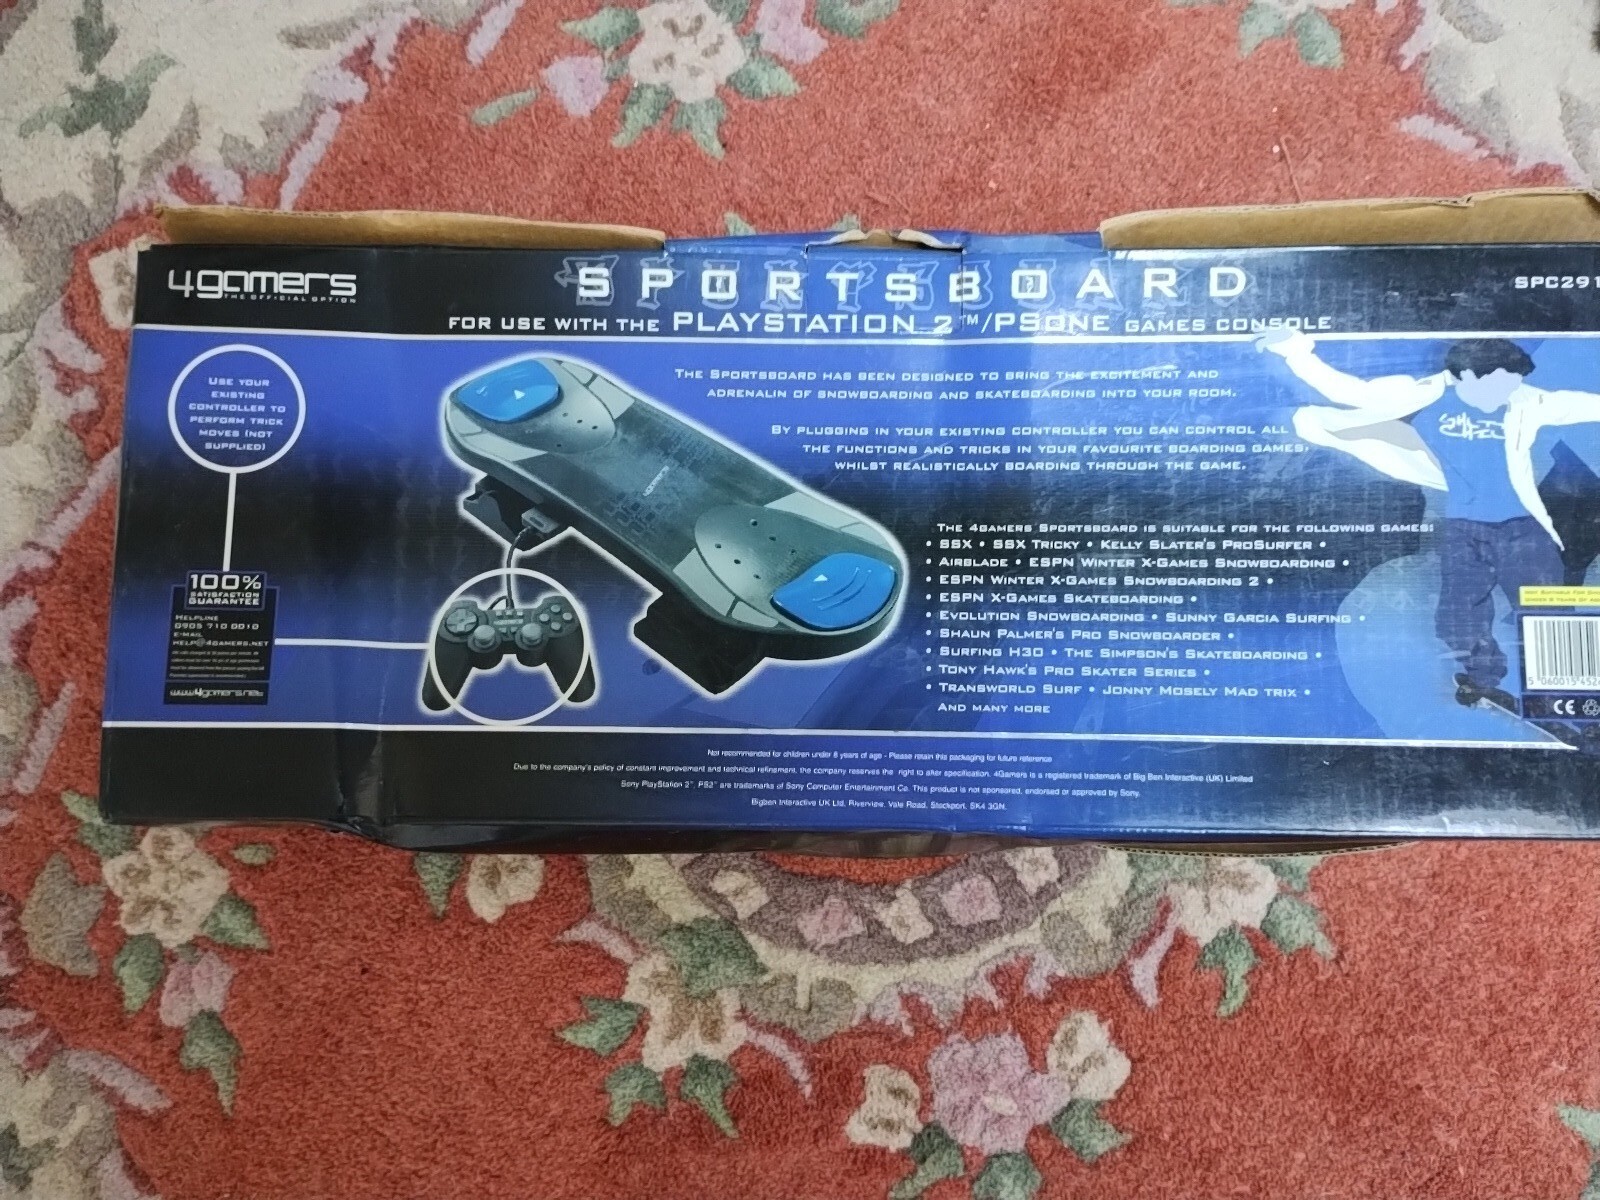 4gamers
THE OFFICIAL OPTION
SPORTSBOARD
SPC291
FOR USE WITH THE PLAYSTATION 2™/PSONE GAMES CONSOLE
USE YOUR
EXISTING
CONTROLLER TO
PERFORM TRICK
MOVES (NOT
SUPPLIED)
THE SPORTSBOARD HAS BEEN DESIGNED TO BRING THE EXCITEMENT AND
ADRENALIN OF SNOWBOARDING AND SKATEBOARDING INTO YOUR ROOM.
BY PLUGGING IN YOUR EXISTING CONTROLLER YOU CAN CONTROL ALL
THE FUNCTIONS AND TRICKS IN YOUR FAVOURITE BOARDING GAMES,
WHILST REALISTICALLY BOARDING THROUGH THE GAME.
THE 4GAMERS SPORTSBOARD IS SUITABLE FOR THE FOLLOWING GAMES:
• SSX • SSX TRICKY • KELLY SLATER'S PROSURFER •
• AIRBLADE • ESPN WINTER X-GAMES SNOWBOARDING •
• ESPN WINTER X-GAMES SNOWBOARDING 2 •
• ESPN X-GAMES SKATEBOARDING •
• EVOLUTION SNOWBOARDING • SUNNY GARCIA SURFING •
• SHAUN PALMER'S PRO SNOWBOARDER •
• SURFING H3O • THE SIMPSON'S SKATEBOARDING •
• TONY HAWK'S PRO SKATER SERIES •
• TRANSWORLD SURF • JONNY MOSELY MAD TRIX •
AND MANY MORE
100%
SATISFACTION
GUARANTEE
HELPLINE
0905 710 0010
E-MAIL
HELP@4GAMERS.NET
www.4gamers.net
4gamers
CE
Not recommended for children under 8 years of age - Please retain this packaging for future reference
Due to the company's policy of constant improvement and technical refinement, the company reserves the right to alter specification. 4Gamers is a registered trademark of Big Ben Interactive (UK) Limited
Sony PlayStation 2™, PS2™ are trademarks of Sony Computer Entertainment Co. This product is not sponsored, endorsed or approved by Sony.
Bigben Interactive UK Ltd, Riverview, Vale Road, Stockport, SK4 3GN.